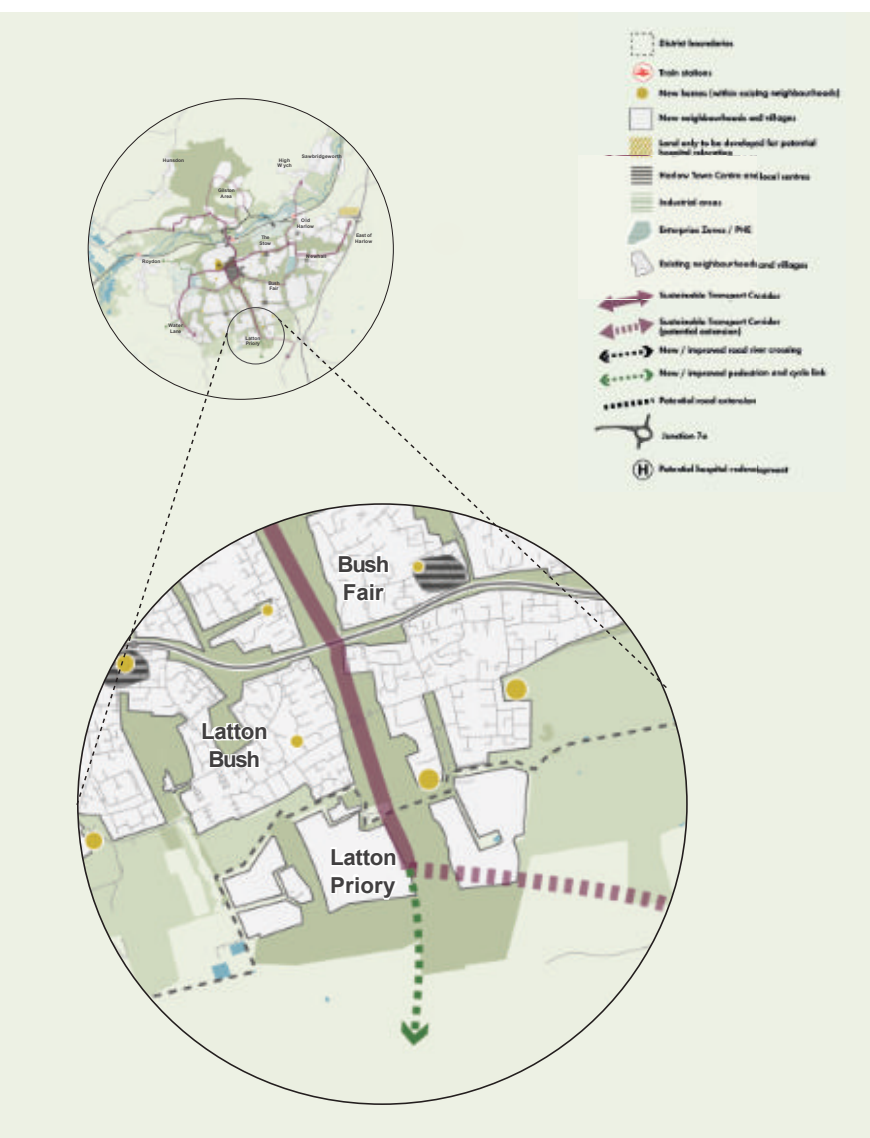 District boundaries
Train stations
New homes (within existing neighbourhoods)
New neighbourhoods and villages
Land only to be developed for potential
hospital relocation
Harlow Town Centre and local centres
Industrial areas
Enterprise Zones / PHE
Existing neighbourhoods and villages
Sustainable Transport Corridor
Sustainable Transport Corridor
(potential extension)
New / improved road river crossing
New / improved pedestrian and cycle link
Potential road extension
Junction 7a
H Potential hospital redevelopment
Hunsdon
High
Wych
Sawbridgeworth
Gilston
Area
Old
Harlow
The
Stow
East of
Harlow
Newhall
Roydon
Bush
Fair
Water
Lane
Latton
Priory
Bush
Fair
Latton
Bush
Latton
Priory